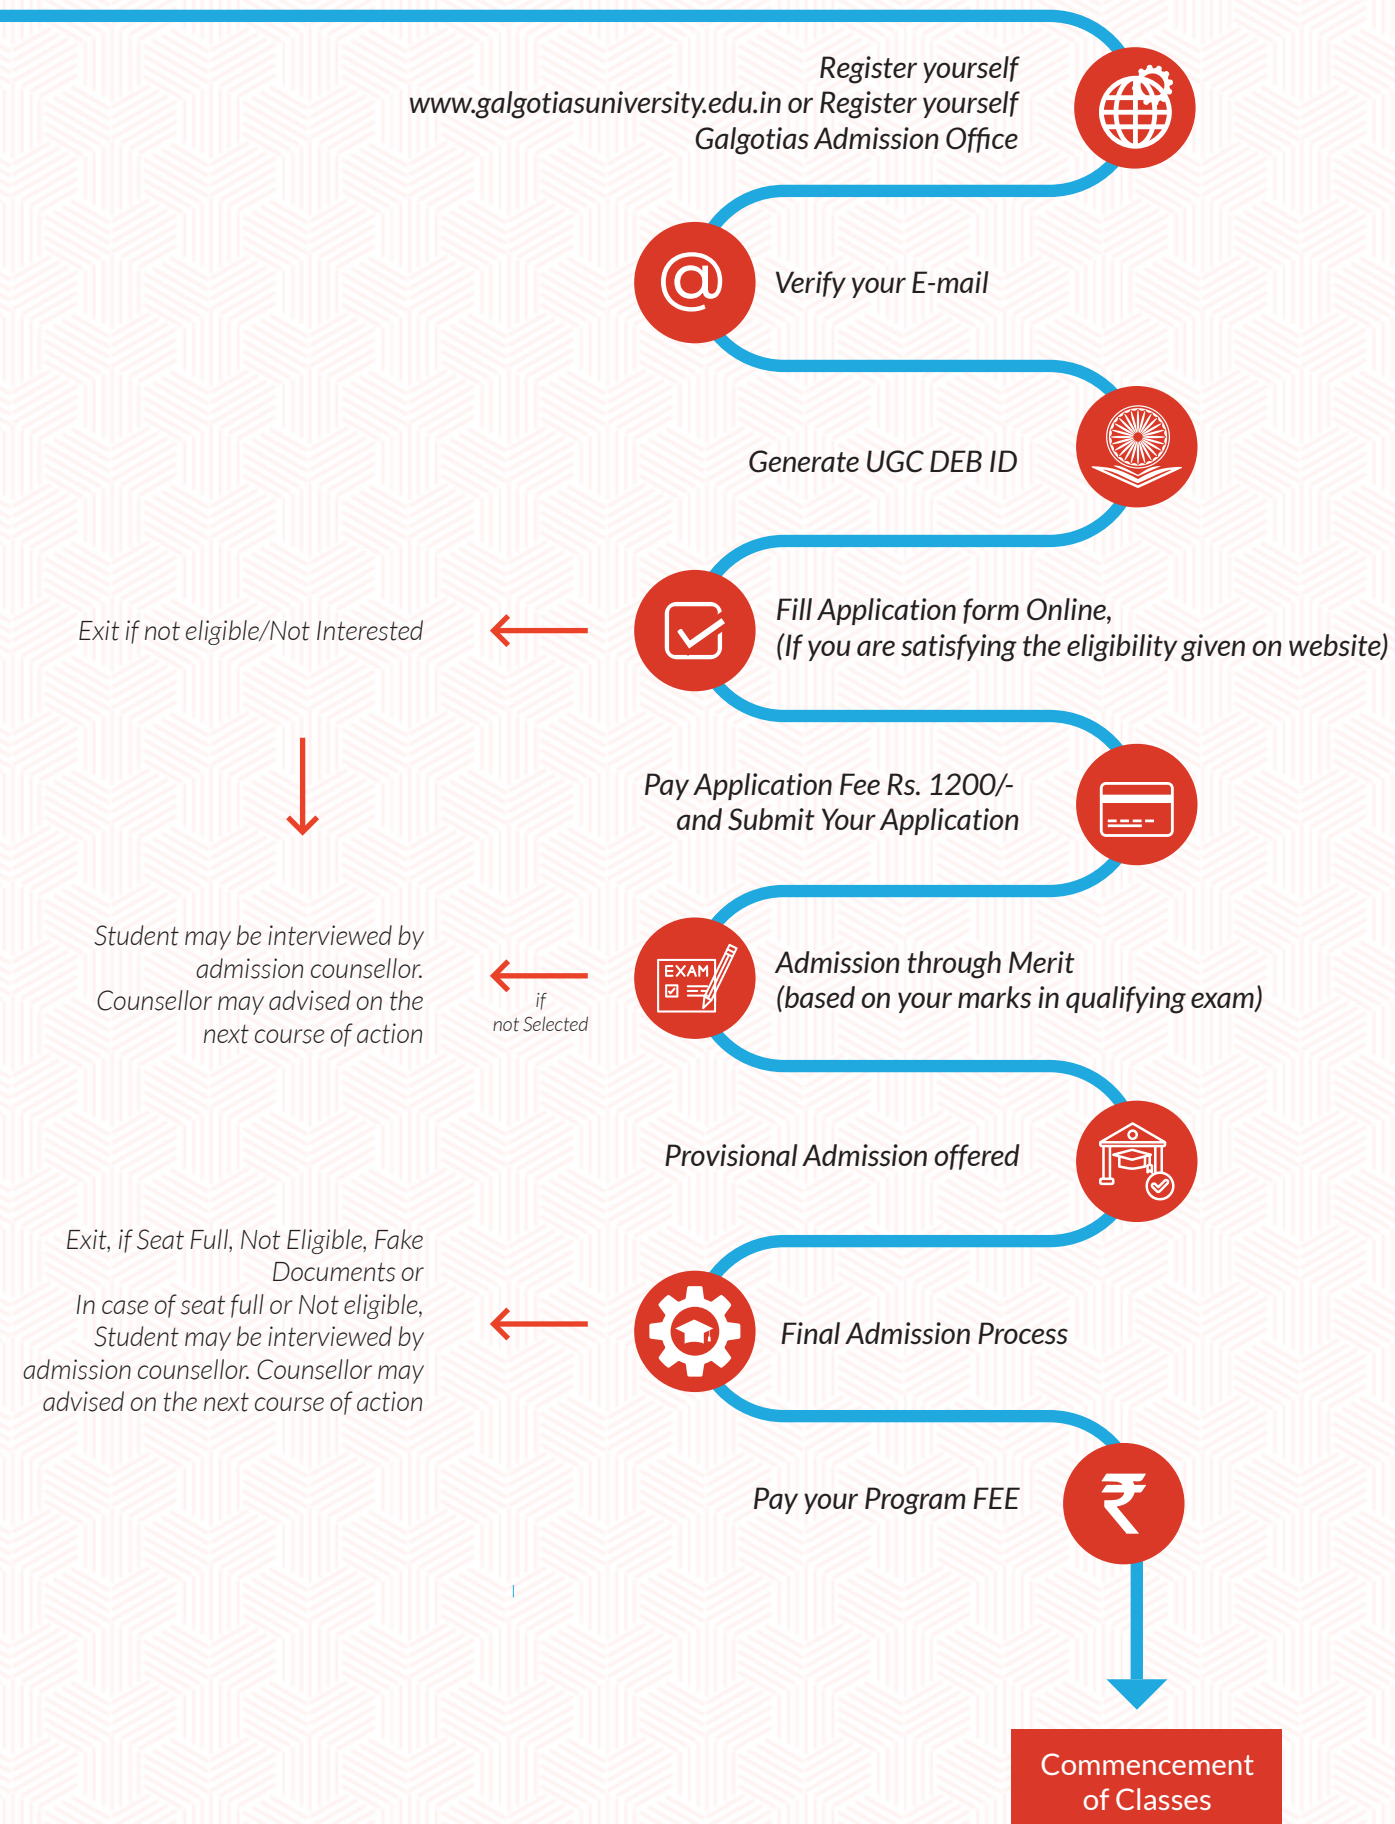 Register yourself
www.galgotiasuniversity.edu.in or Register yourself
Galgotias Admission Office
@
Verify your E-mail
Generate UGC DEB ID
Fill Application form Online,
(If you are satisfying the eligibility given on website)
Exit if not eligible/Not Interested
Pay Application Fee Rs. 1200/-
and Submit Your Application
EXAM
Admission through Merit
(based on your marks in qualifying exam)
if
not Selected
Student may be interviewed by
admission counsellor.
Counsellor may advised on the
next course of action
Provisional Admission offered
Final Admission Process
Exit, if Seat Full, Not Eligible, Fake
Documents or
In case of seat full or Not eligible,
Student may be interviewed by
admission counsellor. Counsellor may
advised on the next course of action
Pay your Program FEE
₹
Commencement
of Classes